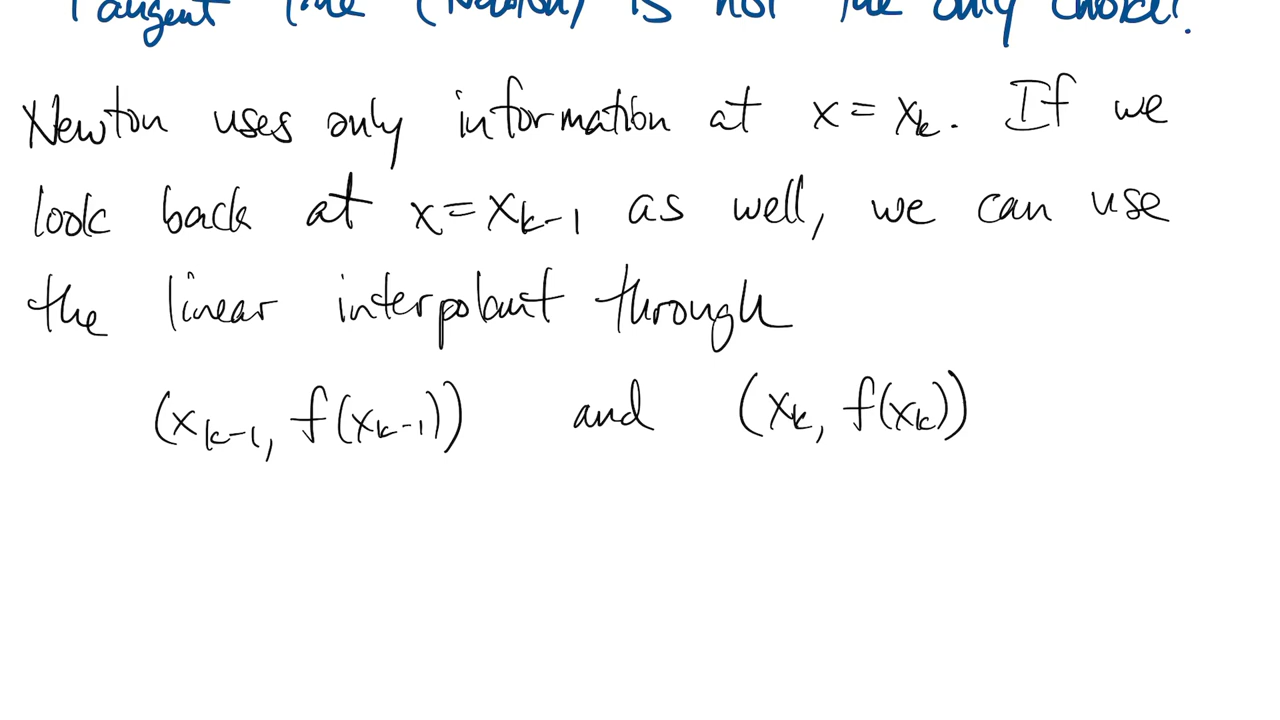 Tangent line (Newton) is not the only choice!
Newton uses only information at x = xₖ. If we
look back at x = xₖ₋₁ as well, we can use
the linear interpolant through
(xₖ₋₁, f(xₖ₋₁)) and (xₖ, f(xₖ))